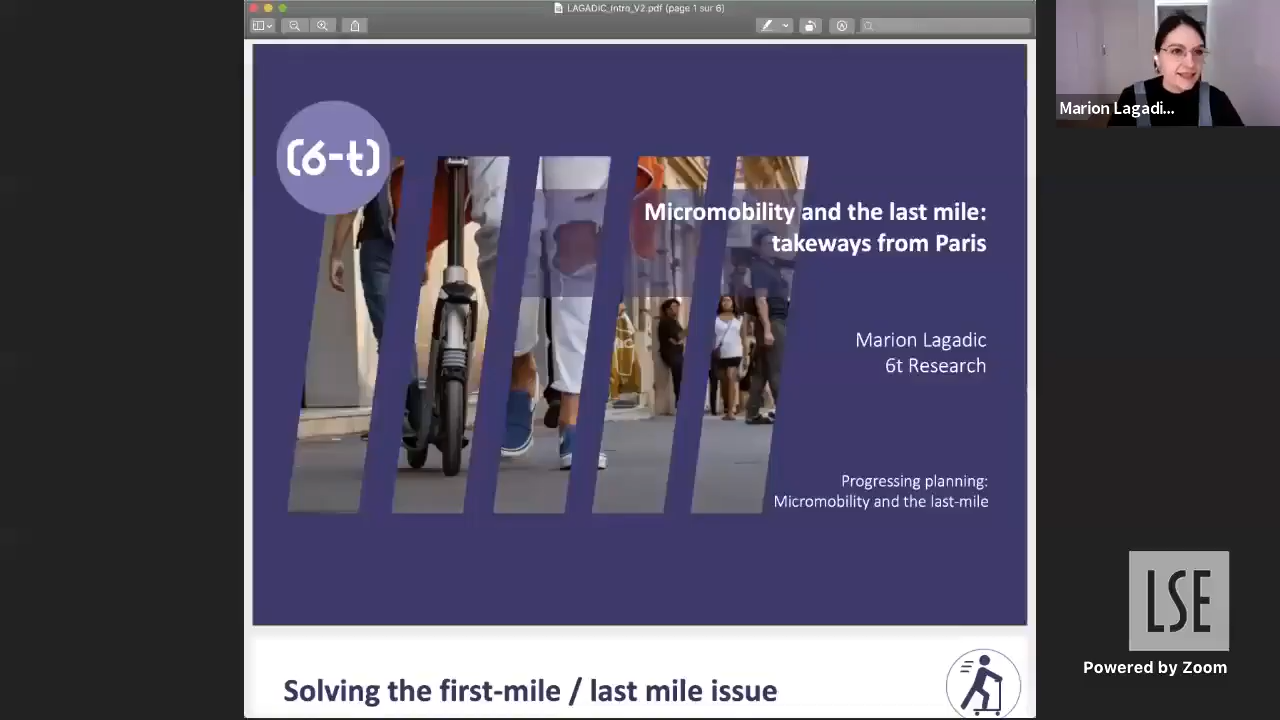 LAGADIC_Intro_V2.pdf (page 1 sur 6)
(6-t)
Micromobility and the last mile:
takeways from Paris
Marion Lagadic
6t Research
Progressing planning:
Micromobility and the last-mile
Solving the first-mile / last mile issue
Marion Lagadi...
LSE
Powered by Zoom